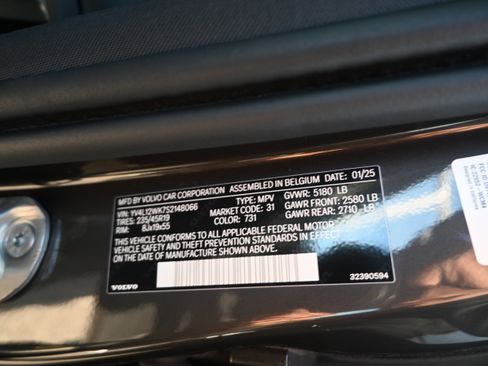 MFD. BY VOLVO CAR CORPORATION, ASSEMBLED IN BELGIUM 01/25
VIN: YV4L12WK7S2148066 TYPE: MPV GVWR: 5180 LB
TIRES: 235/45R19 MARKET CODE: 31 GAWR FRONT: 2580 LB
RIM: 8Jx19x55 COLOR: 731 GAWR REAR: 2710 LB
THIS VEHICLE CONFORMS TO ALL APPLICABLE FEDERAL MOTOR
VEHICLE SAFETY AND THEFT PREVENTION STANDARDS IN EFFECT
ON THE DATE OF MANUFACTURE SHOWN ABOVE.
VOLVO 32390594
FCC ID